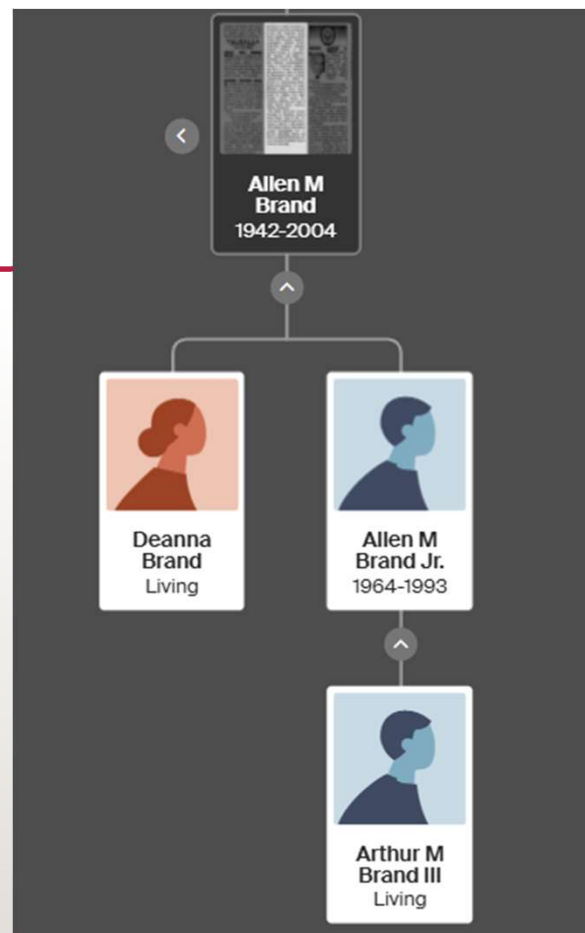 Allen M
Brand
1942-2004
Deanna
Brand
Living
Allen M
Brand Jr.
1964-1993
Arthur M
Brand III
Living